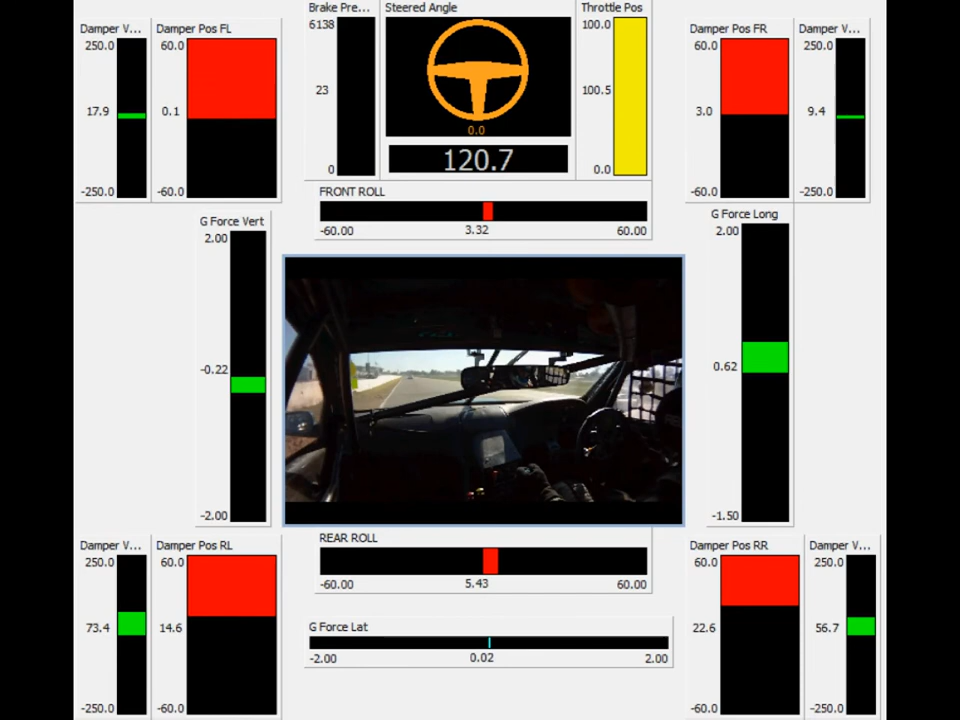 Brake Pre... Steered Angle Throttle Pos
6138 100.0
23 100.5
0 0.0 0.0
120.7
Damper V... Damper Pos FL
250.0 60.0
17.9 0.1
-250.0 -60.0
Damper Pos FR Damper V...
60.0 250.0
3.0 9.4
-60.0 -250.0
FRONT ROLL
-60.00 3.32 60.00
G Force Vert
2.00
-0.22
-2.00
G Force Long
2.00
0.62
-1.50
REAR ROLL
-60.00 5.43 60.00
Damper V... Damper Pos RL
250.0 60.0
73.4 14.6
-250.0 -60.0
Damper Pos RR Damper V...
60.0 250.0
22.6 56.7
-60.0 -250.0
G Force Lat
-2.00 0.02 2.00